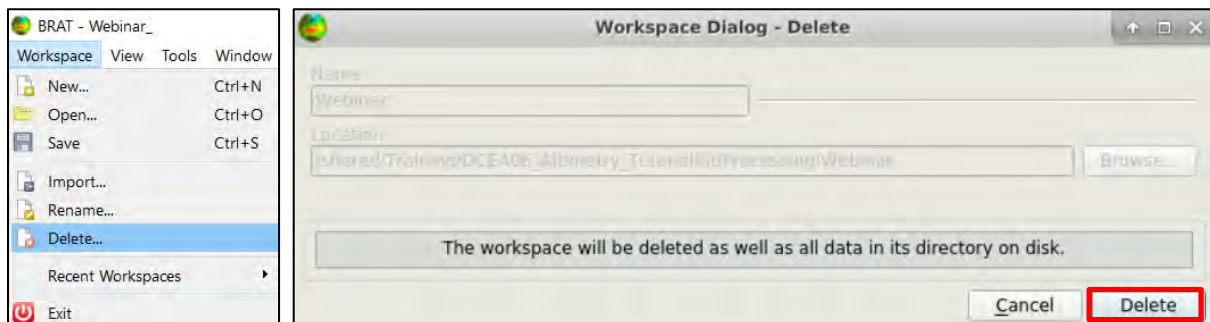 BRAT - Webinar_
Workspace View Tools Window
New... Ctrl+N
Open... Ctrl+O
Save Ctrl+S
Import...
Rename...
Delete...
Recent Workspaces
Exit
Workspace Dialog - Delete
Name
Webinar
Location
Browse...
The workspace will be deleted as well as all data in its directory on disk.
Cancel Delete